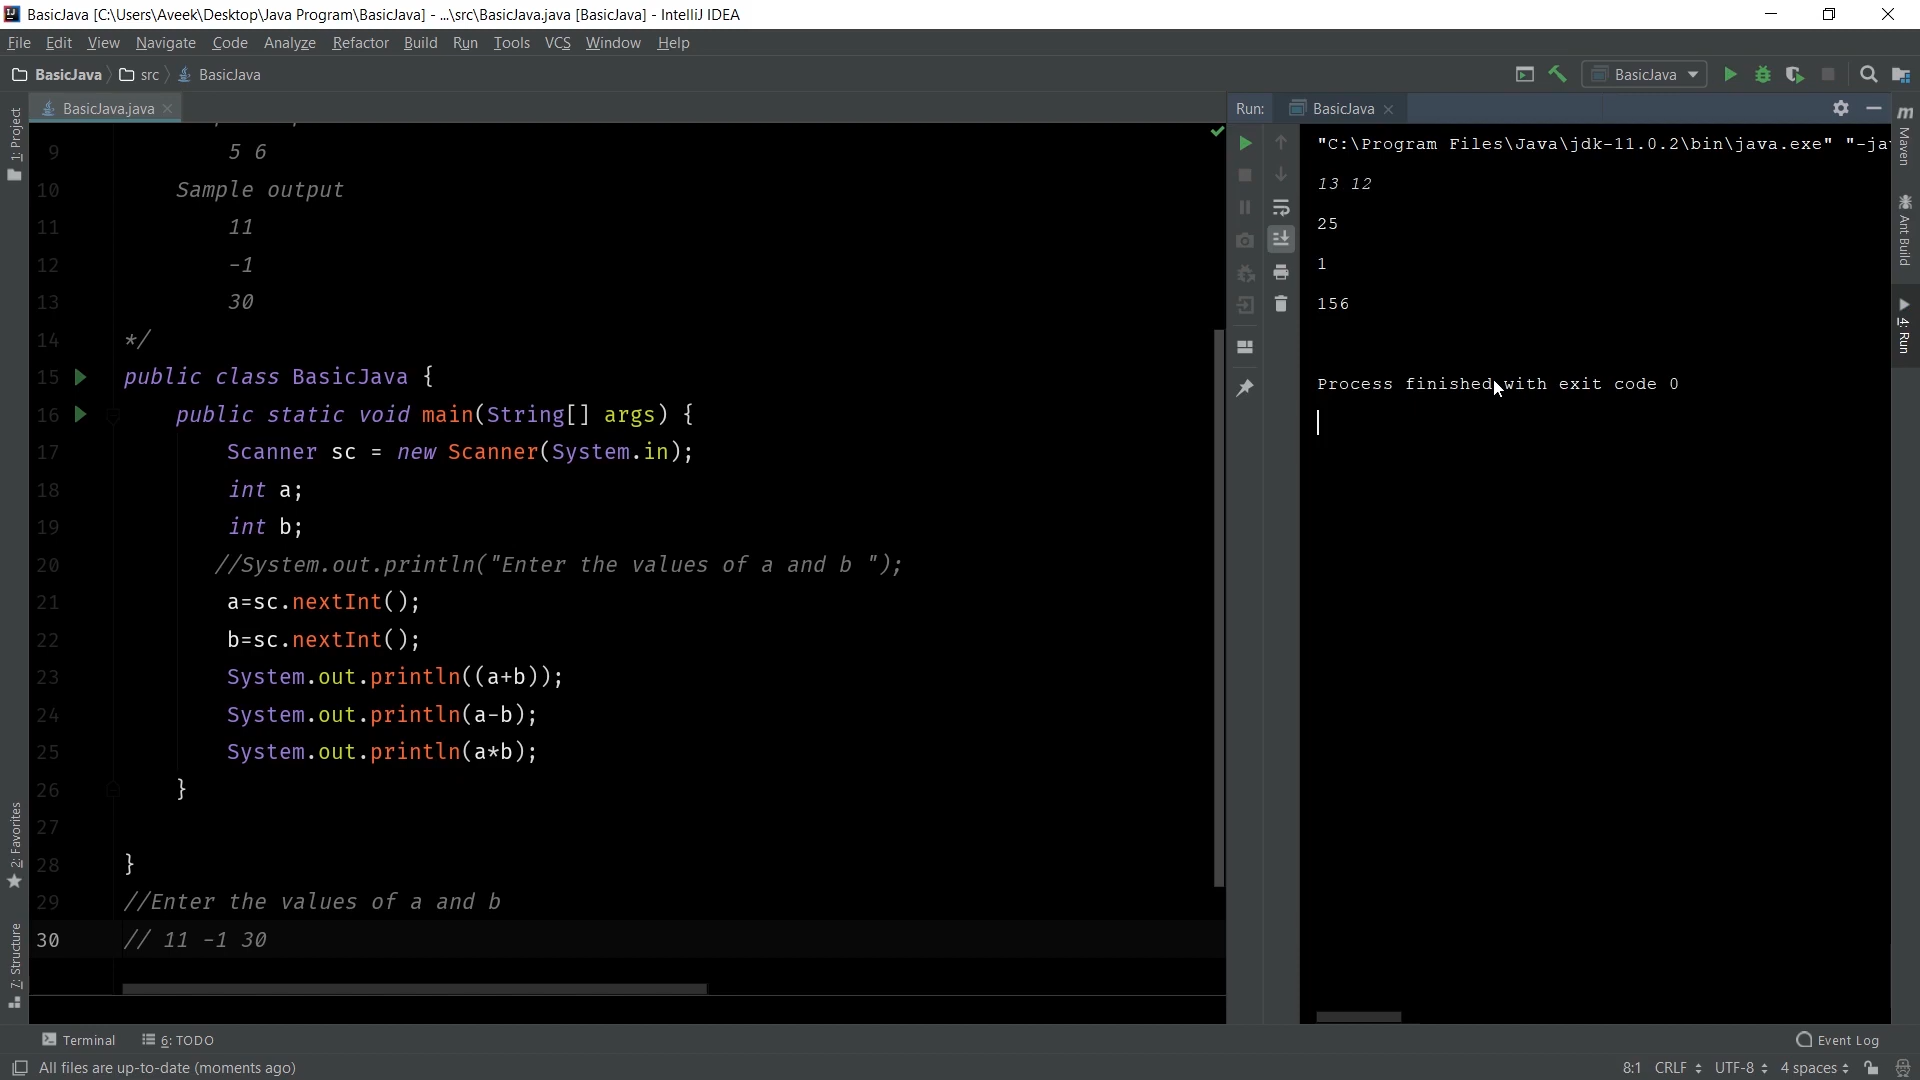 BasicJava [C:\Users\Aveek\Desktop\Java Program\BasicJava] - ...\src\BasicJava.java [BasicJava] - IntelliJ IDEA
File Edit View Navigate Code Analyze Refactor Build Run Tools VCS Window Help
BasicJava src BasicJava
BasicJava
BasicJava.java
Run: BasicJava
1: Project
2: Favorites
7: Structure
9 5 6
10 Sample output
11 11
12 -1
13 30
14 */
15 public class BasicJava {
16 public static void main(String[] args) {
17 Scanner sc = new Scanner(System.in);
18 int a;
19 int b;
20 //System.out.println("Enter the values of a and b ");
21 a=sc.nextInt();
22 b=sc.nextInt();
23 System.out.println((a+b));
24 System.out.println(a-b);
25 System.out.println(a*b);
26 }
27
28 }
29 //Enter the values of a and b
30 // 11 -1 30
"C:\Program Files\Java\jdk-11.0.2\bin\java.exe" "-ja
13 12
25
1
156
Process finished with exit code 0
Maven
Ant Build
4: Run
Terminal 6: TODO
Event Log
All files are up-to-date (moments ago)
8:1 CRLF UTF-8 4 spaces